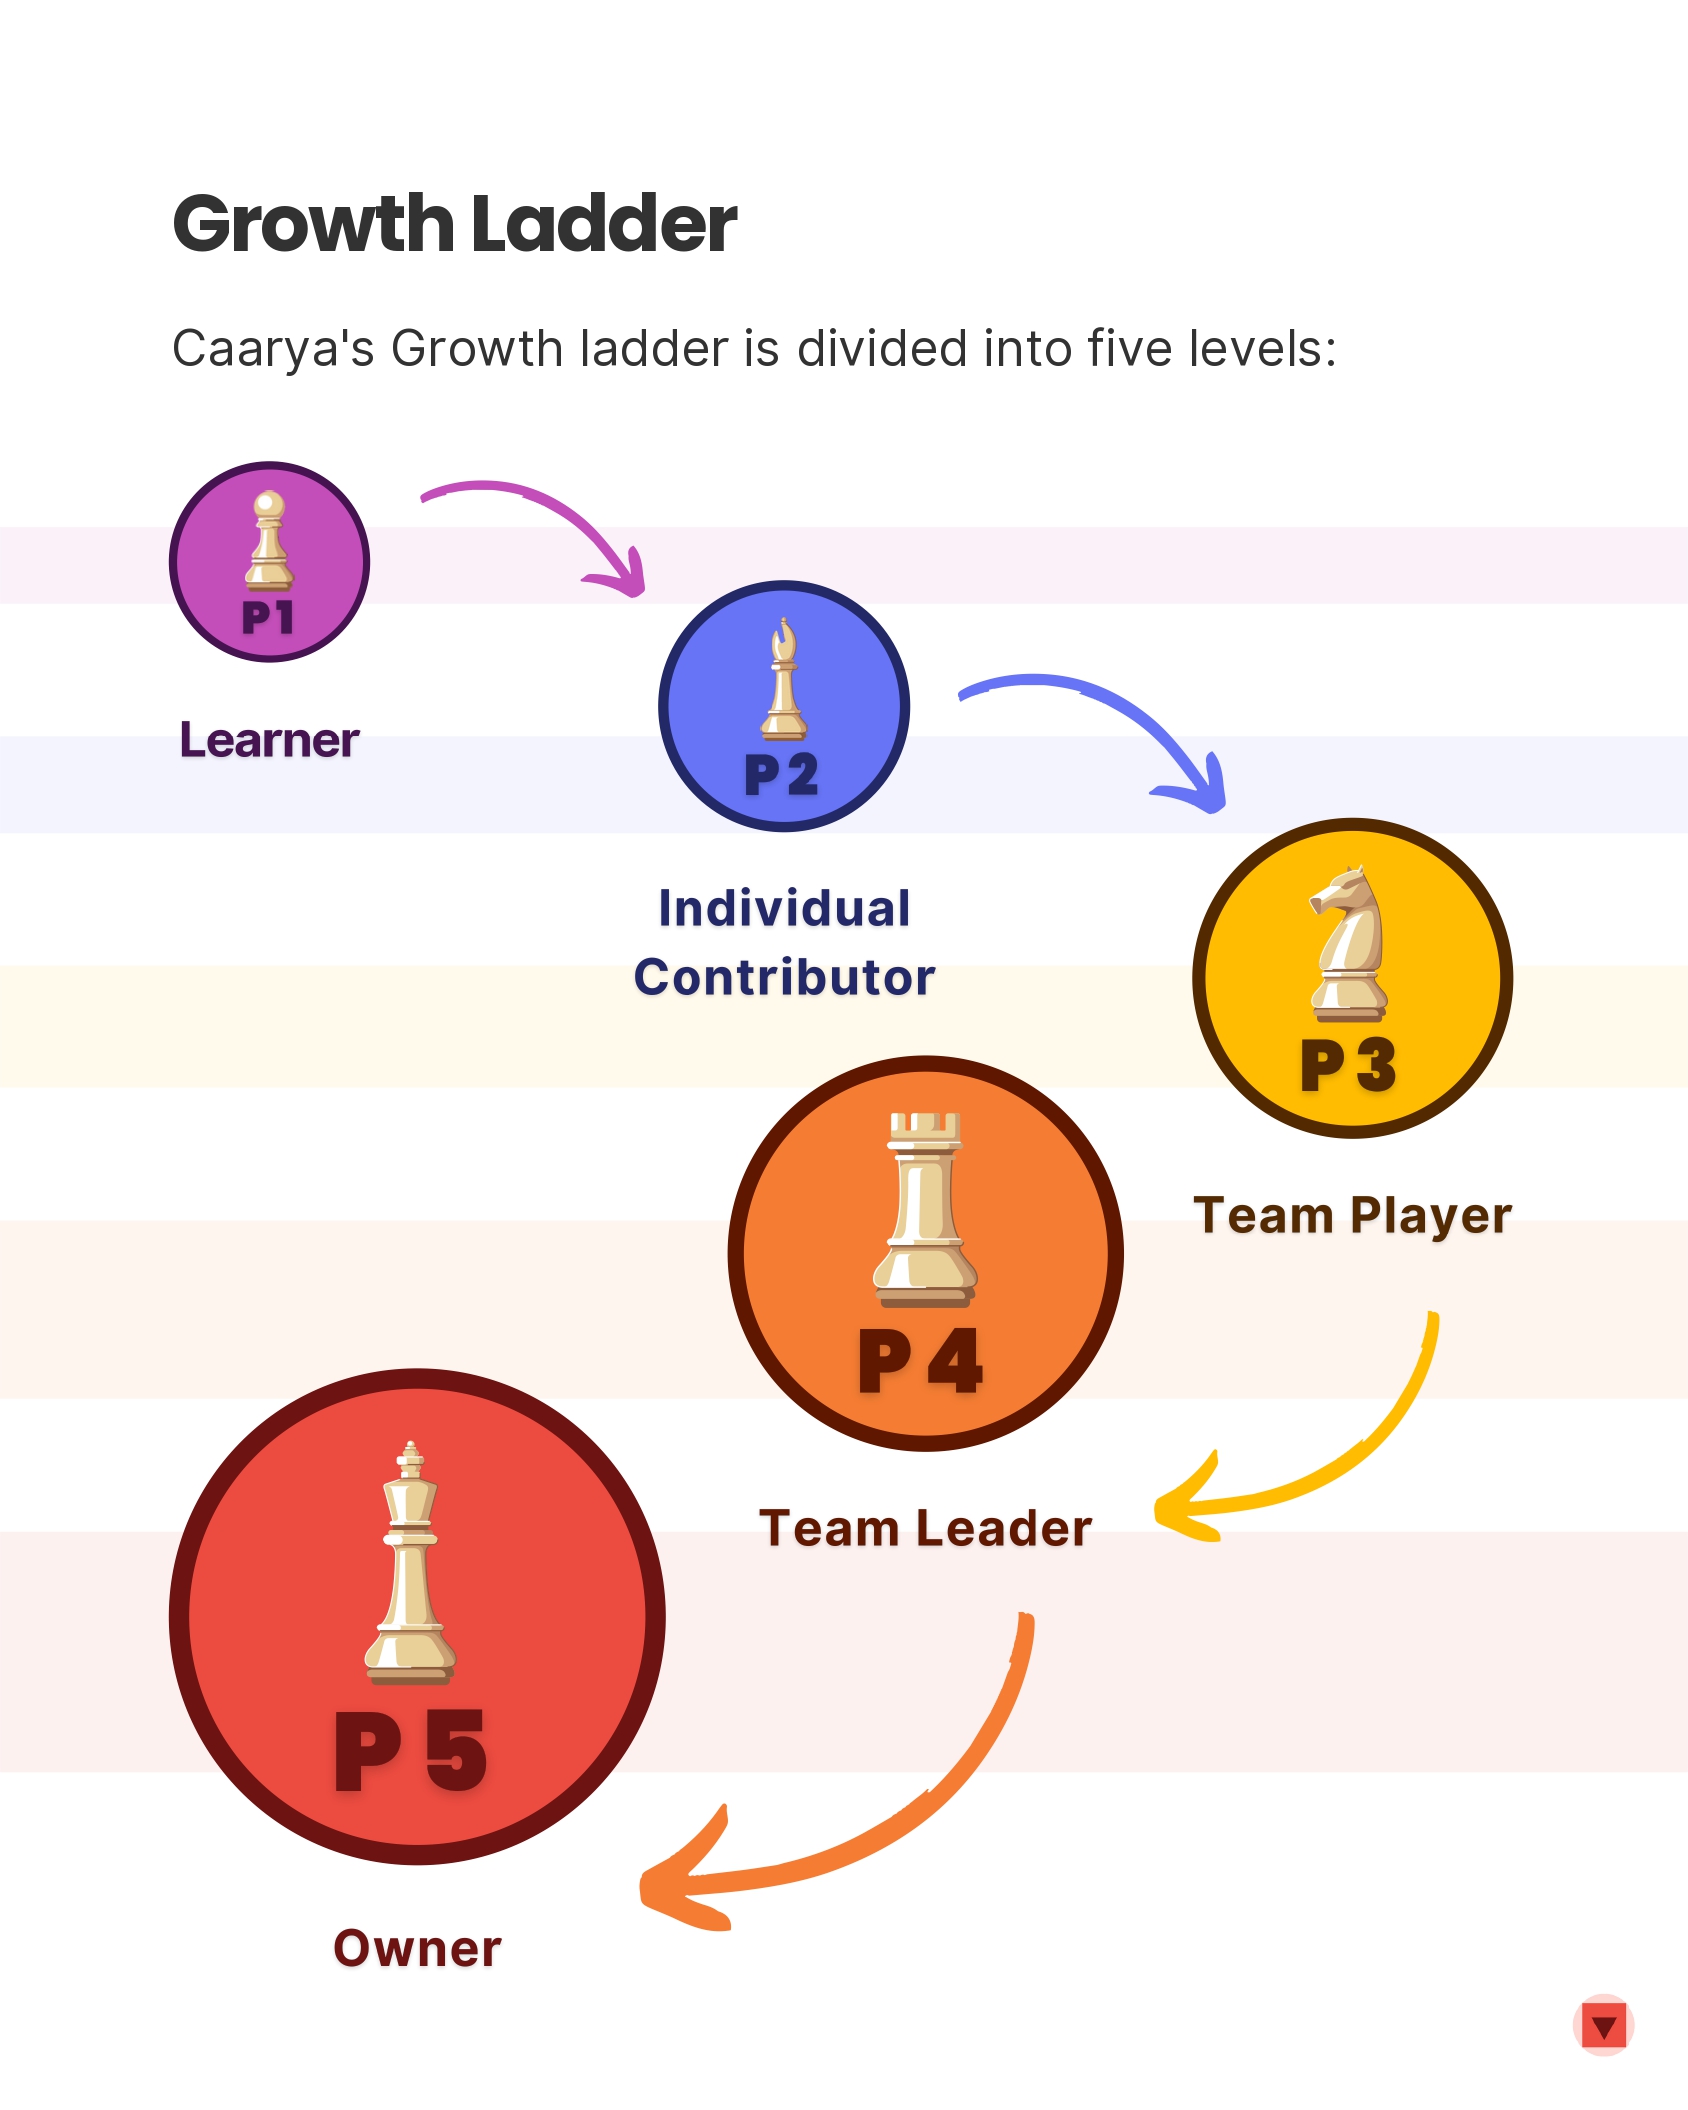 Growth Ladder
Caarya's Growth ladder is divided into five levels:
P1
Learner
P2
Individual
Contributor
P3
Team Player
P4
Team Leader
P5
Owner